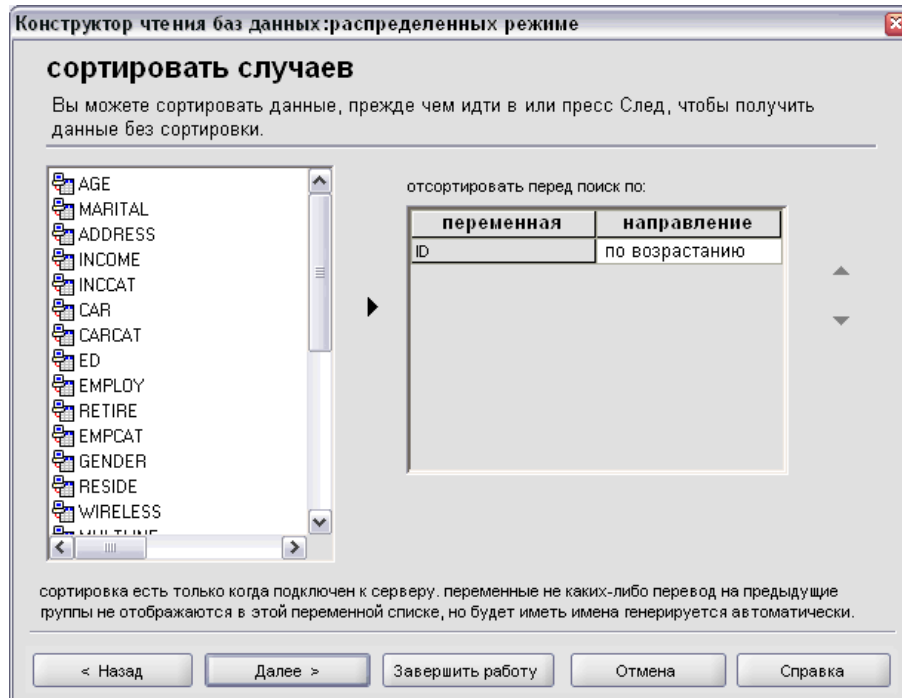 Конструктор чтения баз данных:распределенных режиме
сортировать случаев
Вы можете сортировать данные, прежде чем идти в или пресс След, чтобы получить
данные без сортировки.
AGE
MARITAL
ADDRESS
INCOME
INCCAT
CAR
CARCAT
ED
EMPLOY
RETIRE
EMPCAT
GENDER
RESIDE
WIRELESS
отсортировать перед поиск по:
переменная направление
ID по возрастанию
сортировка есть только когда подключен к серверу. переменные не каких-либо перевод на предыдущие
группы не отображаются в этой переменной списке, но будет иметь имена генерируется автоматически.
< Назад Далее > Завершить работу Отмена Справка